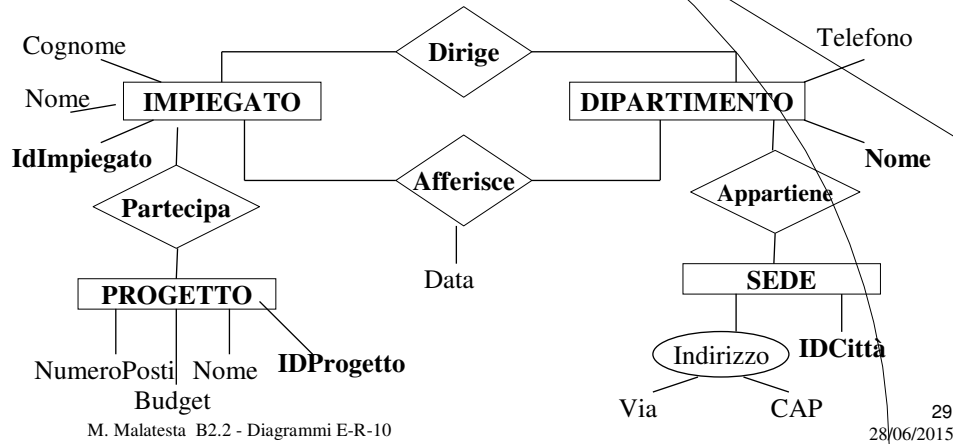 Dirige
Cognome
Telefono
Nome
IMPIEGATO
DIPARTIMENTO
IdImpiegato
Nome
Afferisce
Partecipa
Appartiene
Data
PROGETTO
SEDE
NumeroPosti
Nome
IDProgetto
Budget
Indirizzo
IDCittà
Via
CAP
M. Malatesta B2.2 - Diagrammi E-R-10
29
28/06/2015